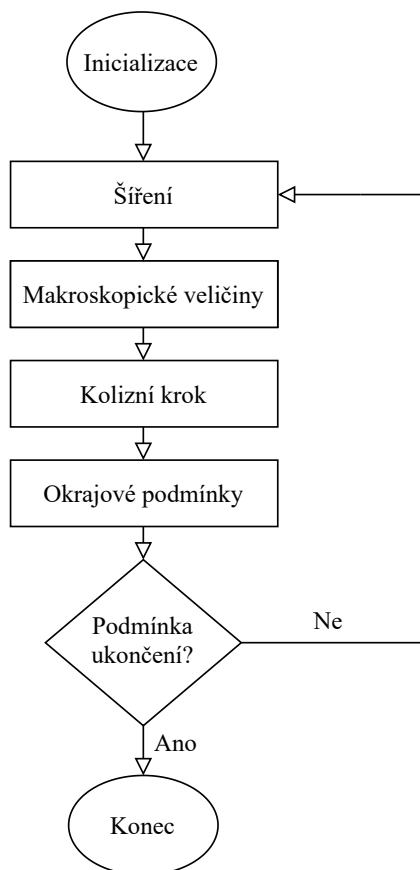 Inicializace
Šíření
Makroskopické veličiny
Kolizní krok
Okrajové podmínky
Podmínka
ukončení?
Ne
Ano
Konec